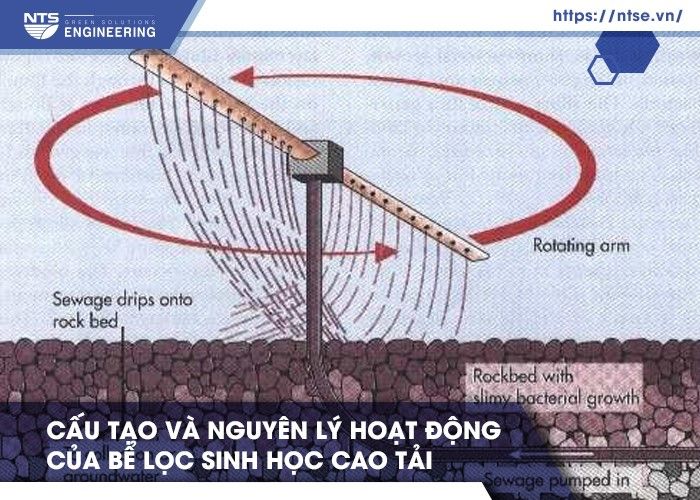 NTS
GREEN SOLUTIONS
ENGINEERING
https://ntse.vn/
Rotating arm
Sewage drips onto
rock bed
Rockbed with
slimy bacterial growth
CẤU TẠO VÀ NGUYÊN LÝ HOẠT ĐỘNG
CỦA BỂ LỌC SINH HỌC CAO TẢI
groundwater
Sewage pumped in